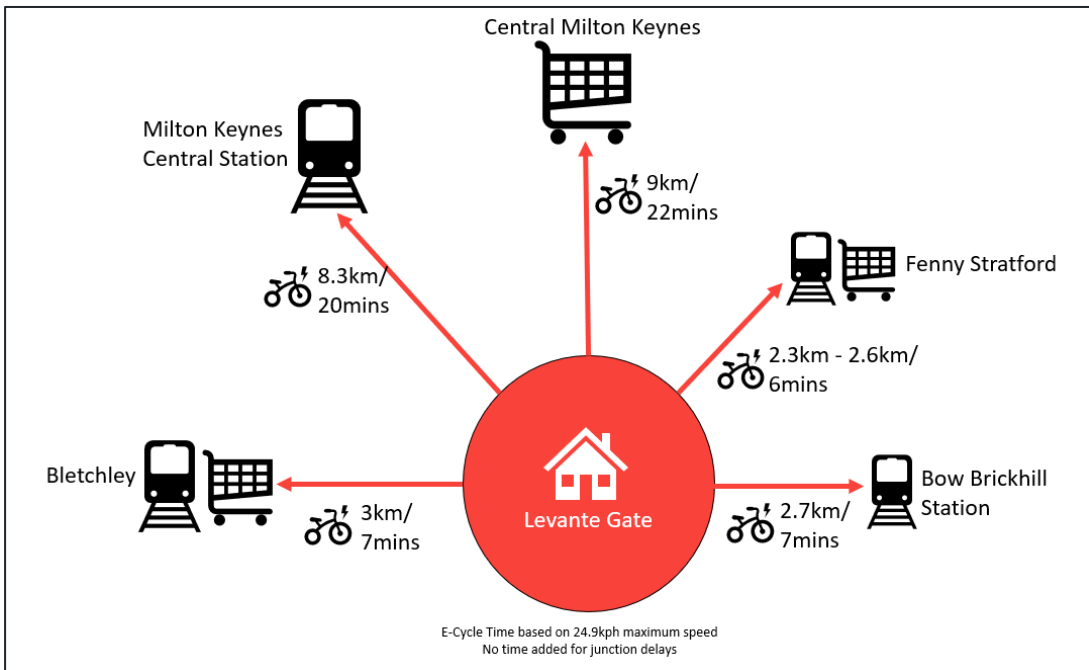 Central Milton Keynes
Milton Keynes
Central Station
9km/
22mins
8.3km/
20mins
Fenny Stratford
2.3km - 2.6km/
6mins
Bletchley
3km/
7mins
Levante Gate
2.7km/
7mins
Bow Brickhill
Station
E-Cycle Time based on 24.9kph maximum speed
No time added for junction delays